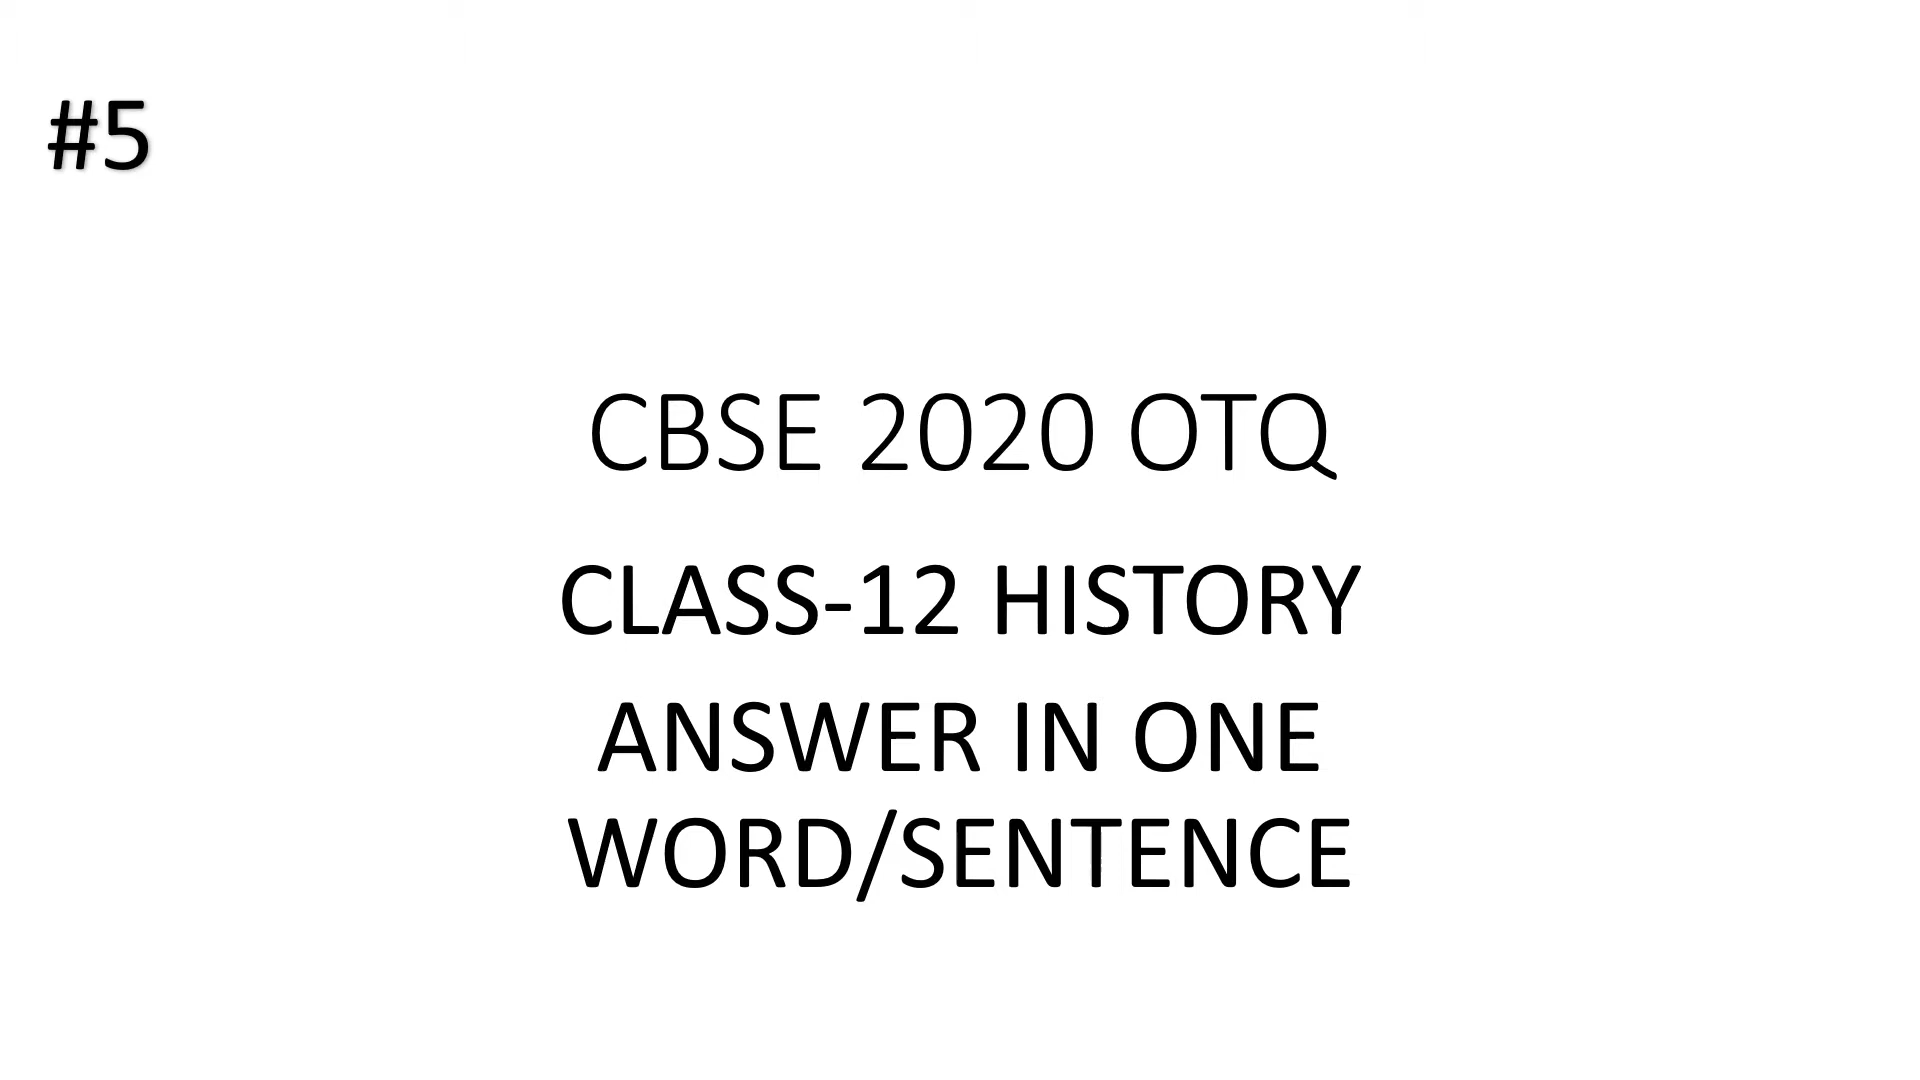 #5
CBSE 2020 OTQ
CLASS-12 HISTORY
ANSWER IN ONE
WORD/SENTENCE